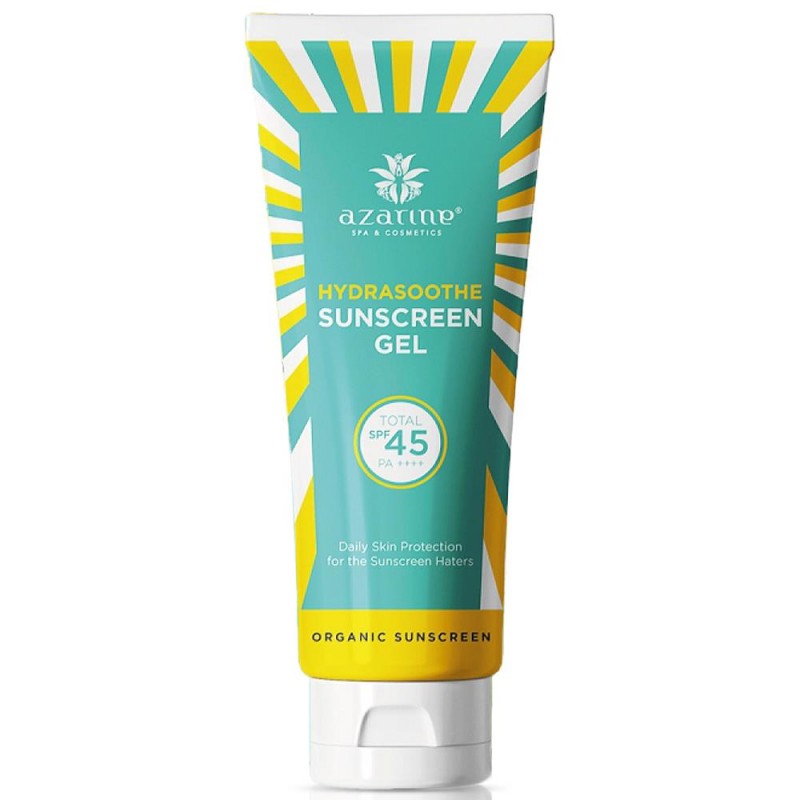 azarine®
SPA & COSMETICS
HYDRASOOTHE
SUNSCREEN
GEL
TOTAL
SPF 45
PA ++++
Daily Skin Protection
for the Sunscreen Haters
ORGANIC SUNSCREEN